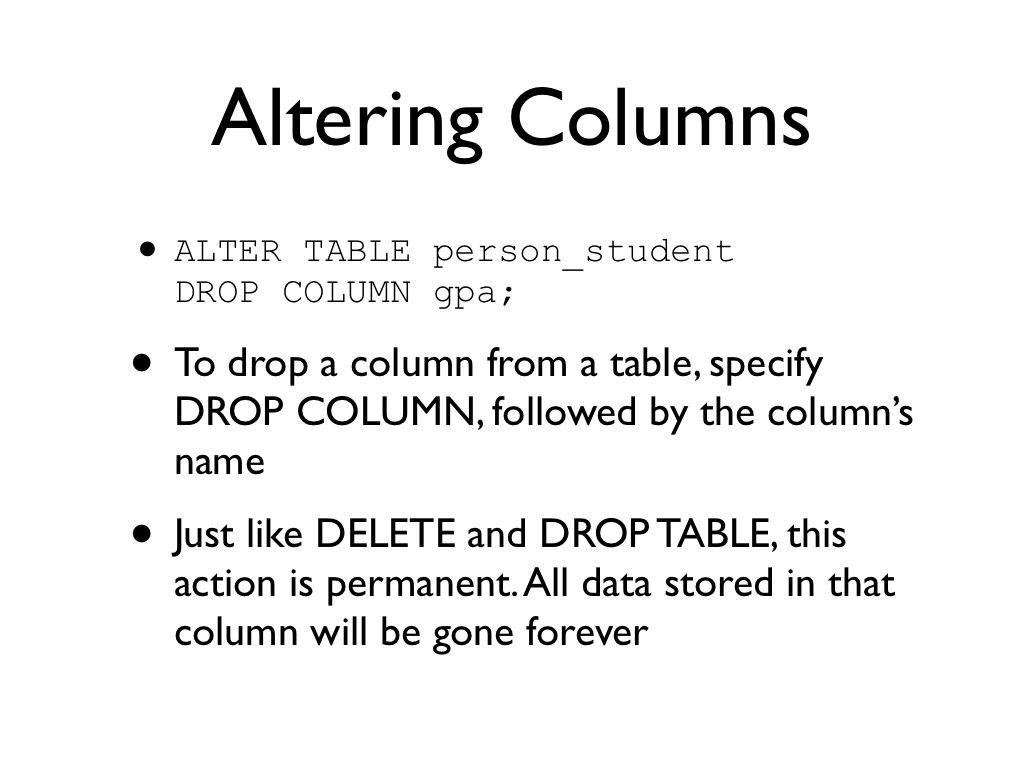 Altering Columns
• ALTER TABLE person_student
DROP COLUMN gpa;
• To drop a column from a table, specify
DROP COLUMN, followed by the column’s
name
• Just like DELETE and DROP TABLE, this
action is permanent. All data stored in that
column will be gone forever